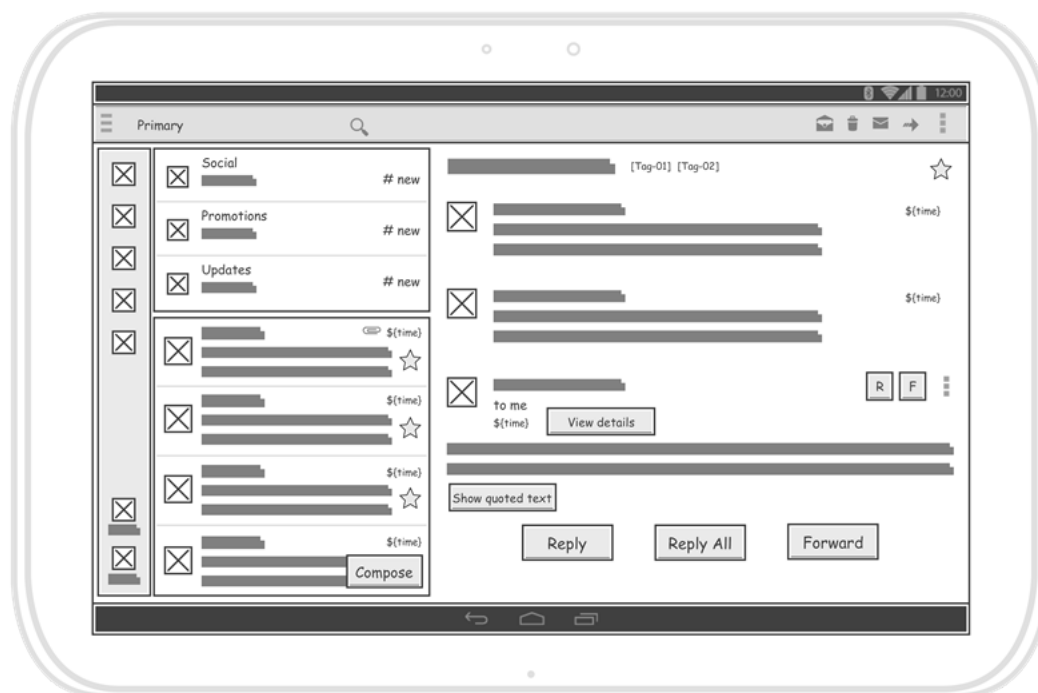 12:00
Primary
Social
# new
Promotions
# new
Updates
# new
${time}
${time}
${time}
${time}
Compose
[Tag-01] [Tag-02]
${time}
${time}
R F
to me
${time} View details
Show quoted text
Reply Reply All Forward